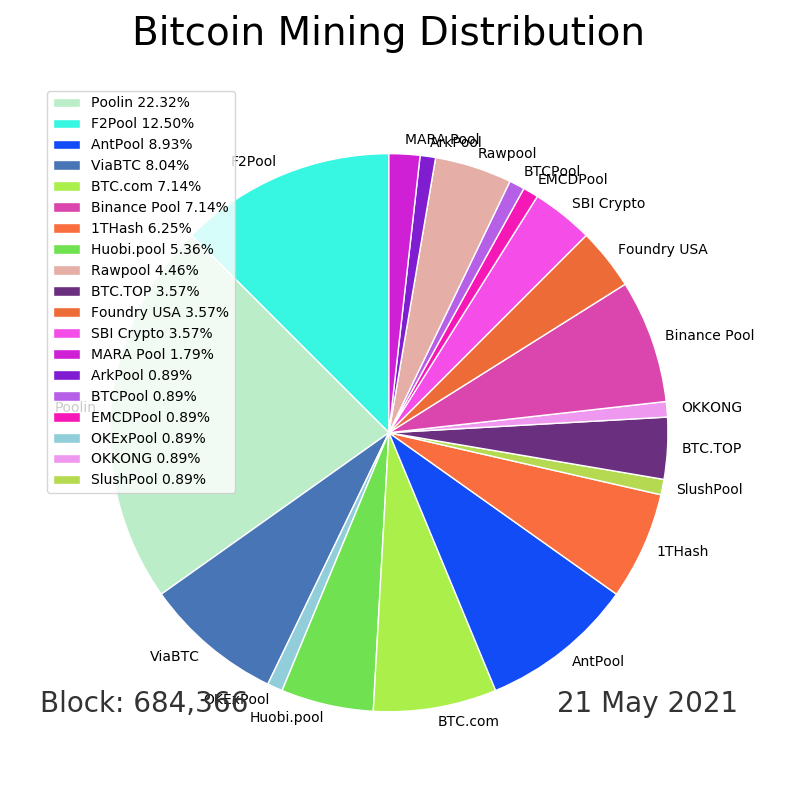 Bitcoin Mining Distribution
Poolin 22.32%
F2Pool 12.50%
AntPool 8.93%
ViaBTC 8.04%
BTC.com 7.14%
Binance Pool 7.14%
1THash 6.25%
Huobi.pool 5.36%
Rawpool 4.46%
BTC.TOP 3.57%
Foundry USA 3.57%
SBI Crypto 3.57%
MARA Pool 1.79%
ArkPool 0.89%
BTCPool 0.89%
EMCDPool 0.89%
OKExPool 0.89%
OKKONG 0.89%
SlushPool 0.89%
MARA Pool
ArkPool
Rawpool
BTCPool
EMCDPool
SBI Crypto
Foundry USA
Binance Pool
OKKONG
BTC.TOP
SlushPool
1THash
AntPool
BTC.com
Huobi.pool
OKExPool
ViaBTC
Poolin
F2Pool
Block: 684,366
21 May 2021